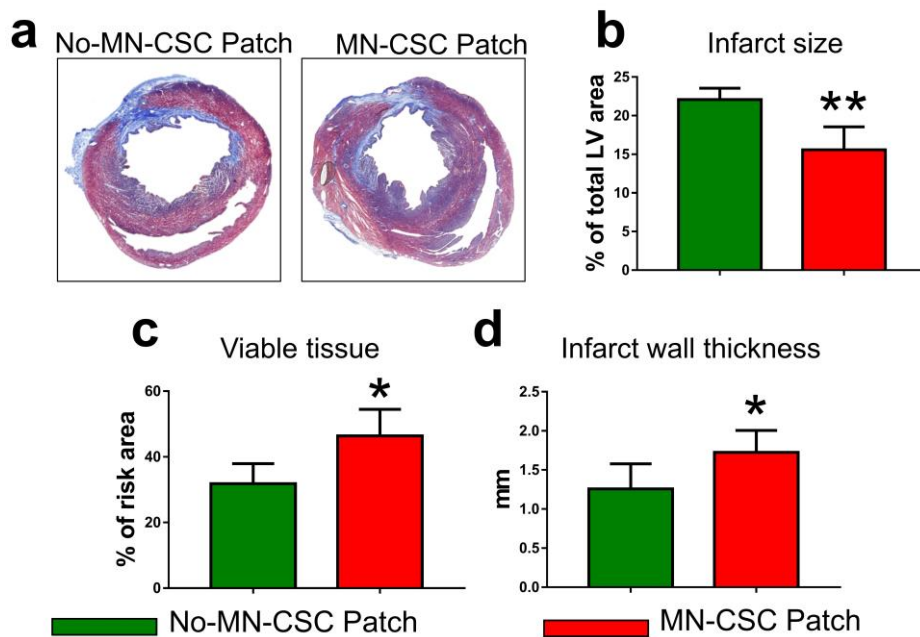 a
No-MN-CSC Patch
MN-CSC Patch
b
Infarct size
% of total LV area
25
20
15
10
5
0
**
c
Viable tissue
% of risk area
60
40
20
0
*
d
Infarct wall thickness
mm
2.5
2.0
1.5
1.0
0.5
0.0
*
No-MN-CSC Patch
MN-CSC Patch